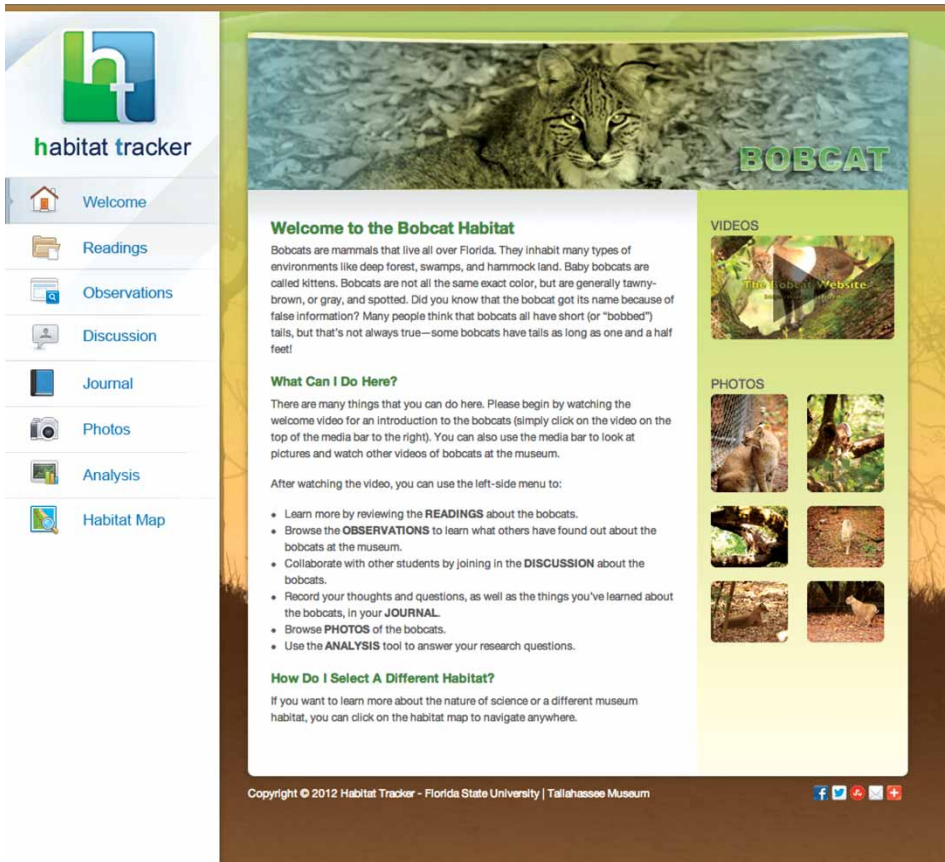 ht
habitat tracker
Welcome
Readings
Observations
Discussion
Journal
Photos
Analysis
Habitat Map
BOBCAT
Welcome to the Bobcat Habitat
Bobcats are mammals that live all over Florida. They inhabit many types of
environments like deep forest, swamps, and hammock land. Baby bobcats are
called kittens. Bobcats are not all the same exact color, but are generally tawny-
brown, or gray, and spotted. Did you know that the bobcat got its name because of
false information? Many people think that bobcats all have short (or “bobbed”)
tails, but that's not always true—some bobcats have tails as long as one and a half
feet!
What Can I Do Here?
There are many things that you can do here. Please begin by watching the
welcome video for an introduction to the bobcats (simply click on the video on the
top of the media bar to the right). You can also use the media bar to look at
pictures and watch other videos of bobcats at the museum.
After watching the video, you can use the left-side menu to:
• Learn more by reviewing the READINGS about the bobcats.
• Browse the OBSERVATIONS to learn what others have found out about the
bobcats at the museum.
• Collaborate with other students by joining in the DISCUSSION about the
bobcats.
• Record your thoughts and questions, as well as the things you've learned about
the bobcats, in your JOURNAL.
• Browse PHOTOS of the bobcats.
• Use the ANALYSIS tool to answer your research questions.
How Do I Select A Different Habitat?
If you want to learn more about the nature of science or a different museum
habitat, you can click on the habitat map to navigate anywhere.
VIDEOS
The Bobcat Website
PHOTOS
Copyright © 2012 Habitat Tracker - Florida State University | Tallahassee Museum